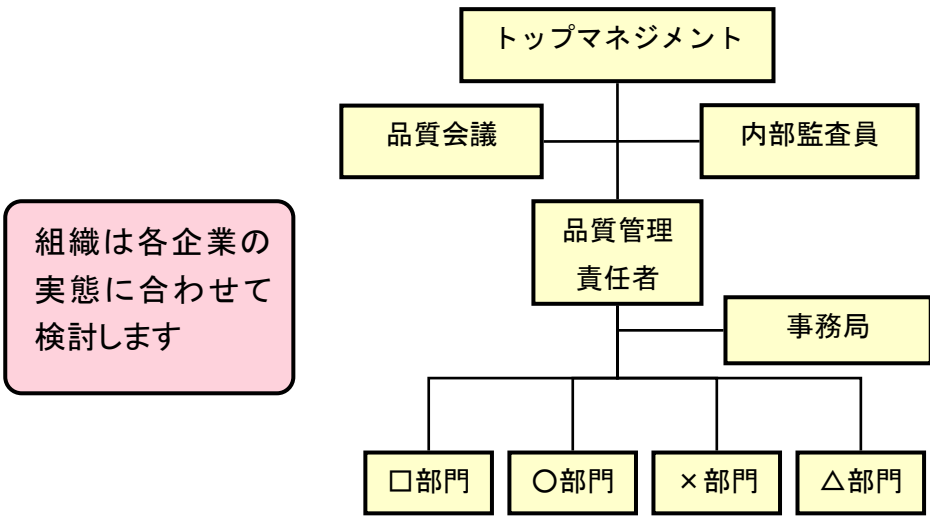 トップマネジメント
品質会議
内部監査員
組織は各企業の
実態に合わせて
検討します
品質管理
責任者
事務局
□部門
○部門
×部門
△部門